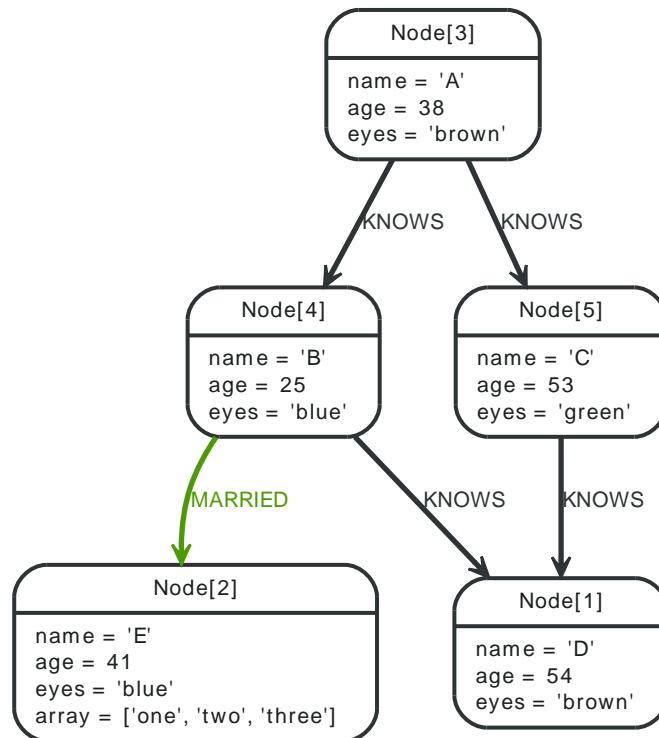 Node[3]
name = 'A'
age = 38
eyes = 'brown'
KNOWS
KNOWS
Node[4]
name = 'B'
age = 25
eyes = 'blue'
Node[5]
name = 'C'
age = 53
eyes = 'green'
MARRIED
KNOWS
KNOWS
Node[2]
name = 'E'
age = 41
eyes = 'blue'
array = ['one', 'two', 'three']
Node[1]
name = 'D'
age = 54
eyes = 'brown'